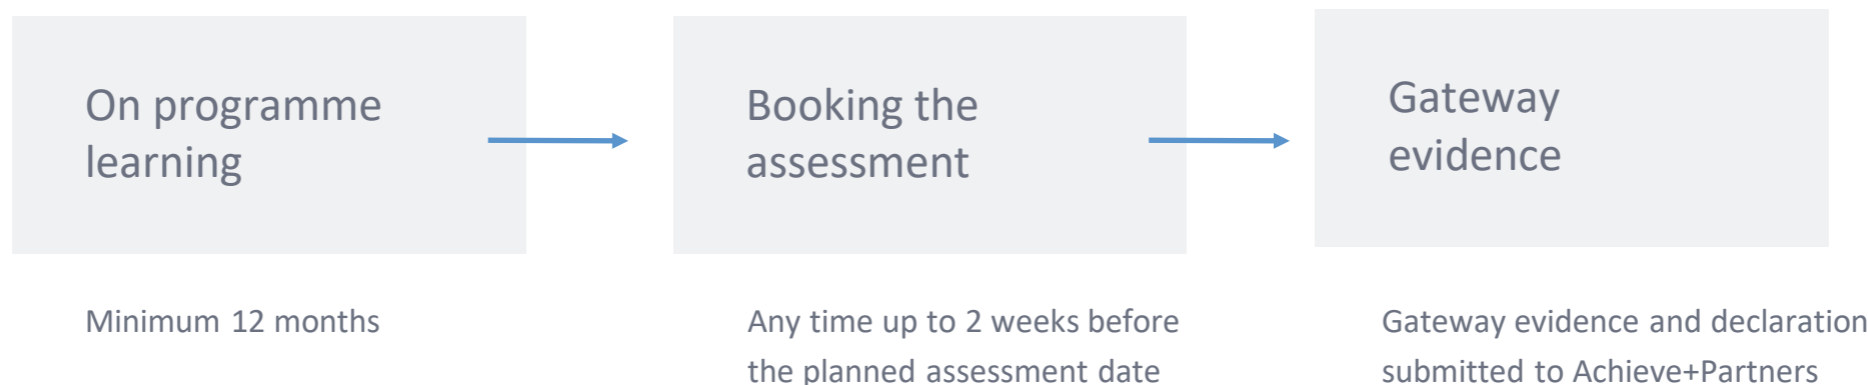 On programme
learning
Booking the
assessment
Gateway
evidence
Minimum 12 months
Any time up to 2 weeks before
the planned assessment date
Gateway evidence and declaration
submitted to Achieve+Partners